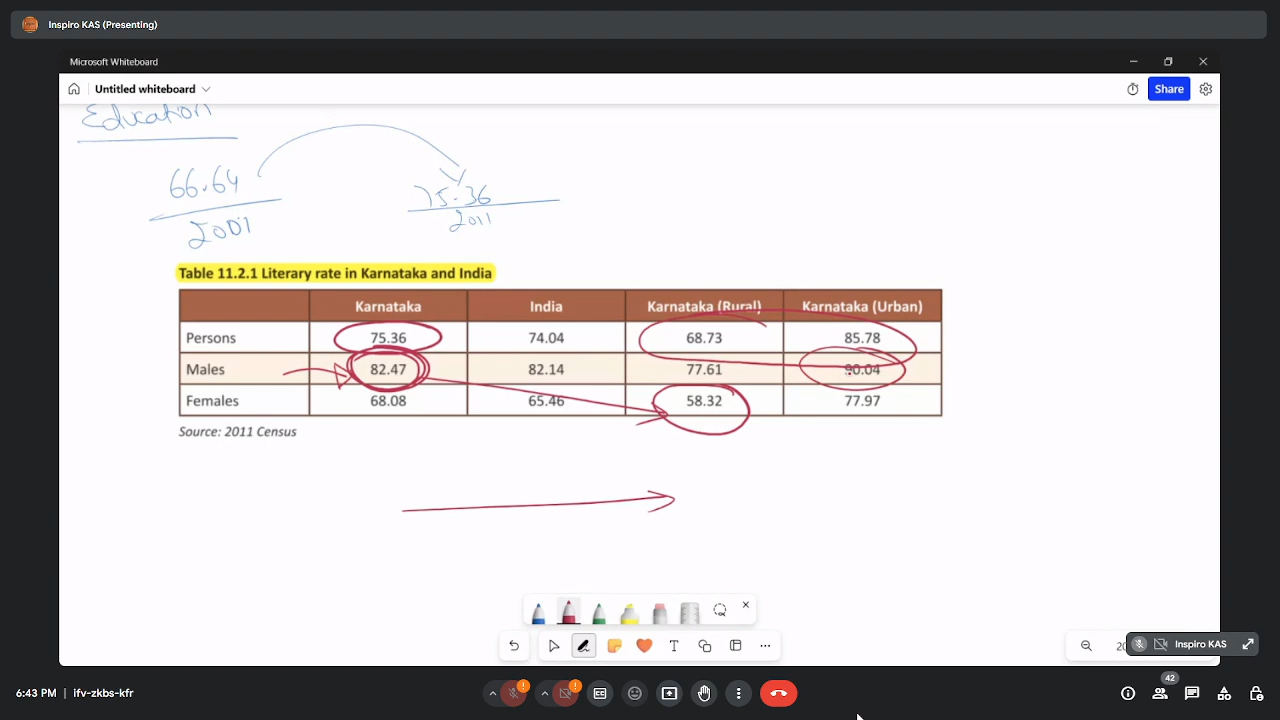 Inspiro KAS (Presenting)
Microsoft Whiteboard
Untitled whiteboard
Share
Education
66.64
2001
75.36
2011
Table 11.2.1 Literary rate in Karnataka and India
Karnataka India Karnataka (Rural) Karnataka (Urban)
Persons 75.36 74.04 68.73 85.78
Males 82.47 82.14 77.61 90.04
Females 68.08 65.46 58.32 77.97
Source: 2011 Census
T
Inspiro KAS
42
6:43 PM | ifv-zkbs-kfr